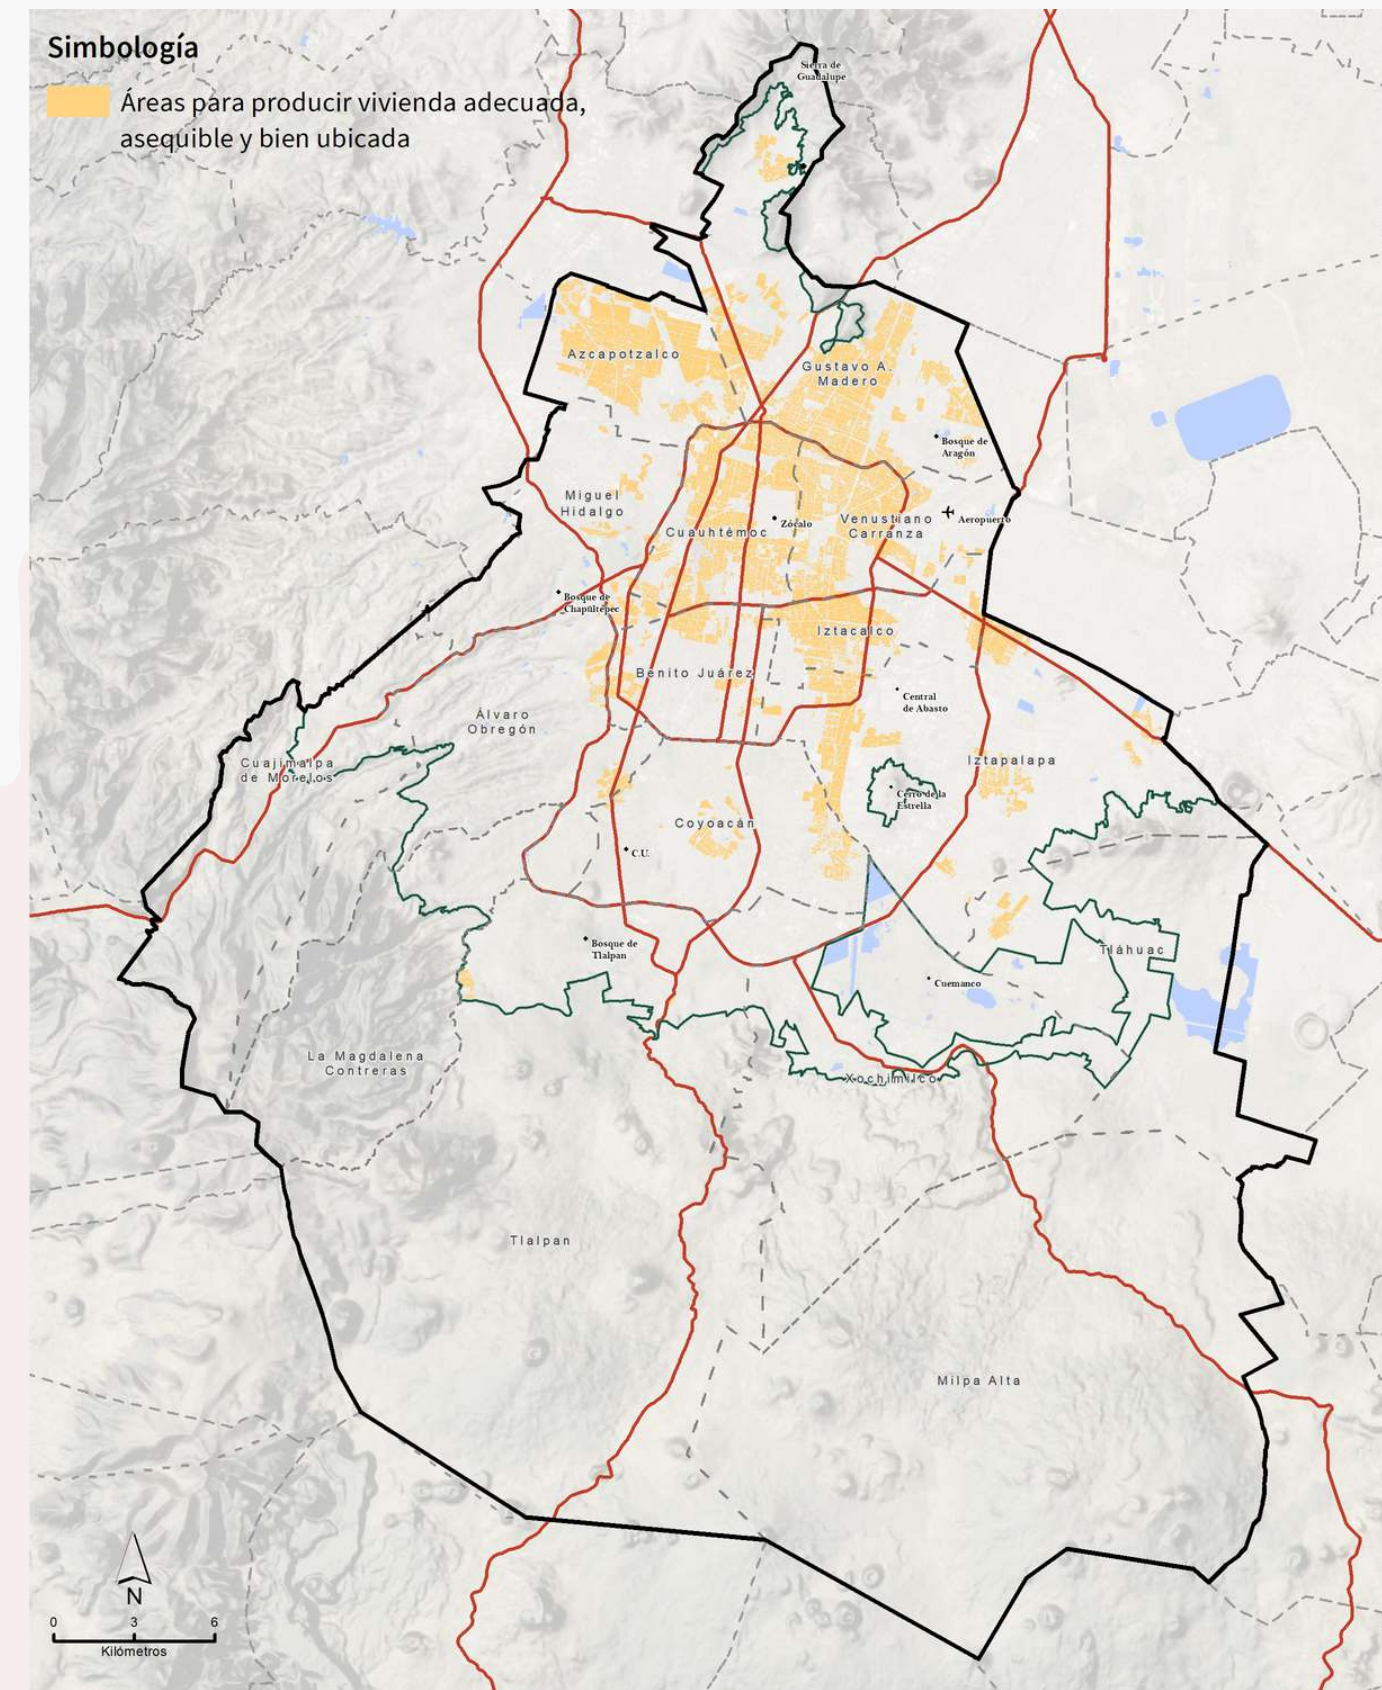 Simbología
Áreas para producir vivienda adecuada,
asequible y bien ubicada
Sierra de
Guadalupe
Azcapotzalco
Gustavo A.
Madero
Bosque de
Aragón
Miguel
Hidalgo
Cuauhtémoc
Zócalo
Venustiano
Carranza
Aeropuerto
Bosque de
Chapultepec
Iztacalco
Benito Juárez
Central
de Abasto
Álvaro
Obregón
Cuajimalpa
de Morelos
Iztapalapa
Cerro de la
Estrella
Coyoacán
C.U.
Bosque de
Tlalpan
Tláhuac
Cuemanco
La Magdalena
Contreras
Xochimilco
Tlalpan
Milpa Alta
N
0 3 6
Kilómetros